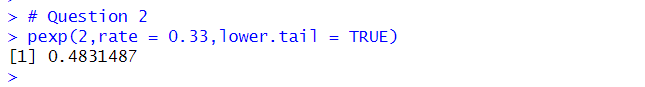 > # Question 2
> pexp(2,rate = 0.33,lower.tail = TRUE)
[1] 0.4831487
>